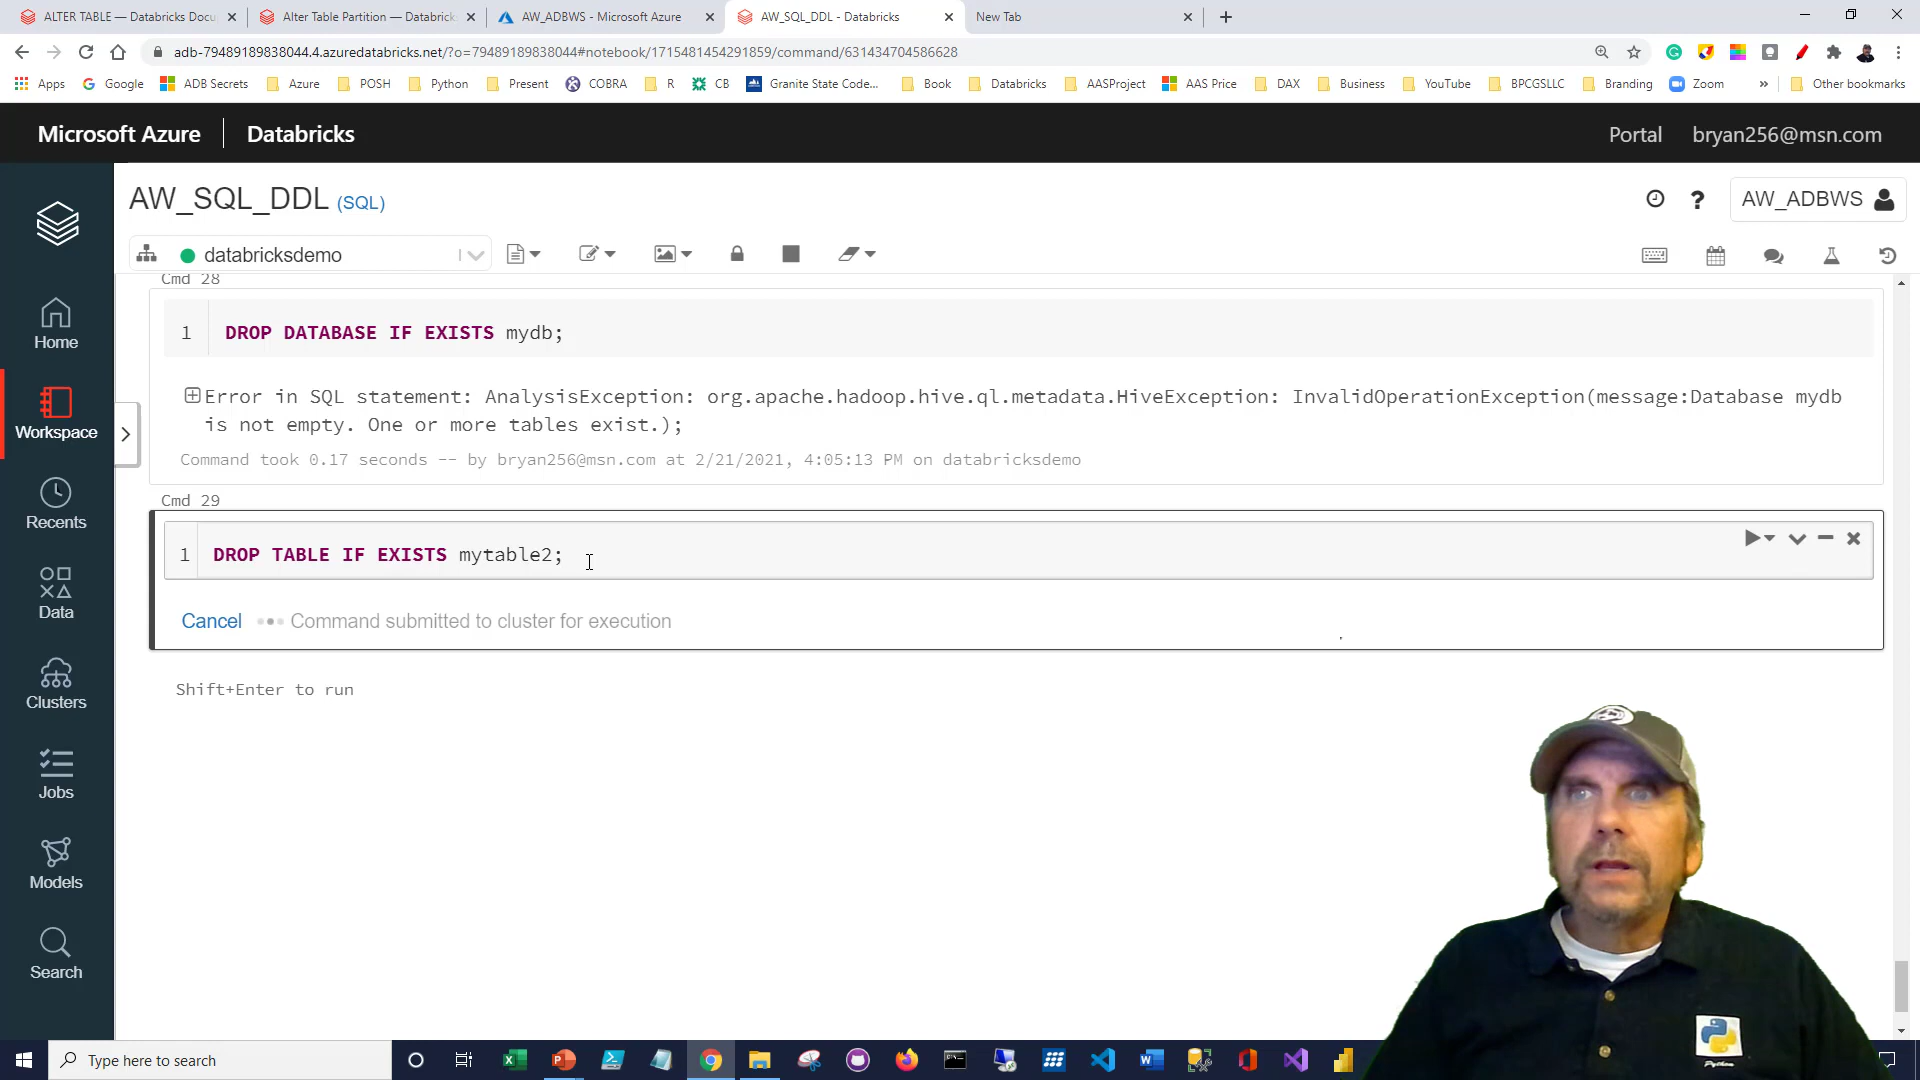 ALTER TABLE — Databricks Docu
Alter Table Partition — Databrick
AW_ADBWS - Microsoft Azure
AW_SQL_DDL - Databricks
New Tab
adb-79489189838044.4.azuredatabricks.net/?o=79489189838044#notebook/1715481454291859/command/631434704586628
Apps Google ADB Secrets Azure POSH Python Present COBRA R CB Granite State Code... Book Databricks AASProject AAS Price DAX Business YouTube BPCGSLLC Branding Zoom » Other bookmarks
Microsoft Azure Databricks Portal bryan256@msn.com
AW_SQL_DDL (SQL) AW_ADBWS
databricksdemo
Cmd 28
1 DROP DATABASE IF EXISTS mydb;
Error in SQL statement: AnalysisException: org.apache.hadoop.hive.ql.metadata.HiveException: InvalidOperationException(message:Database mydb
is not empty. One or more tables exist.);
Command took 0.17 seconds -- by bryan256@msn.com at 2/21/2021, 4:05:13 PM on databricksdemo
Cmd 29
1 DROP TABLE IF EXISTS mytable2;
Cancel Command submitted to cluster for execution
Shift+Enter to run
Home
Workspace
Recents
Data
Clusters
Jobs
Models
Search
Type here to search
Python